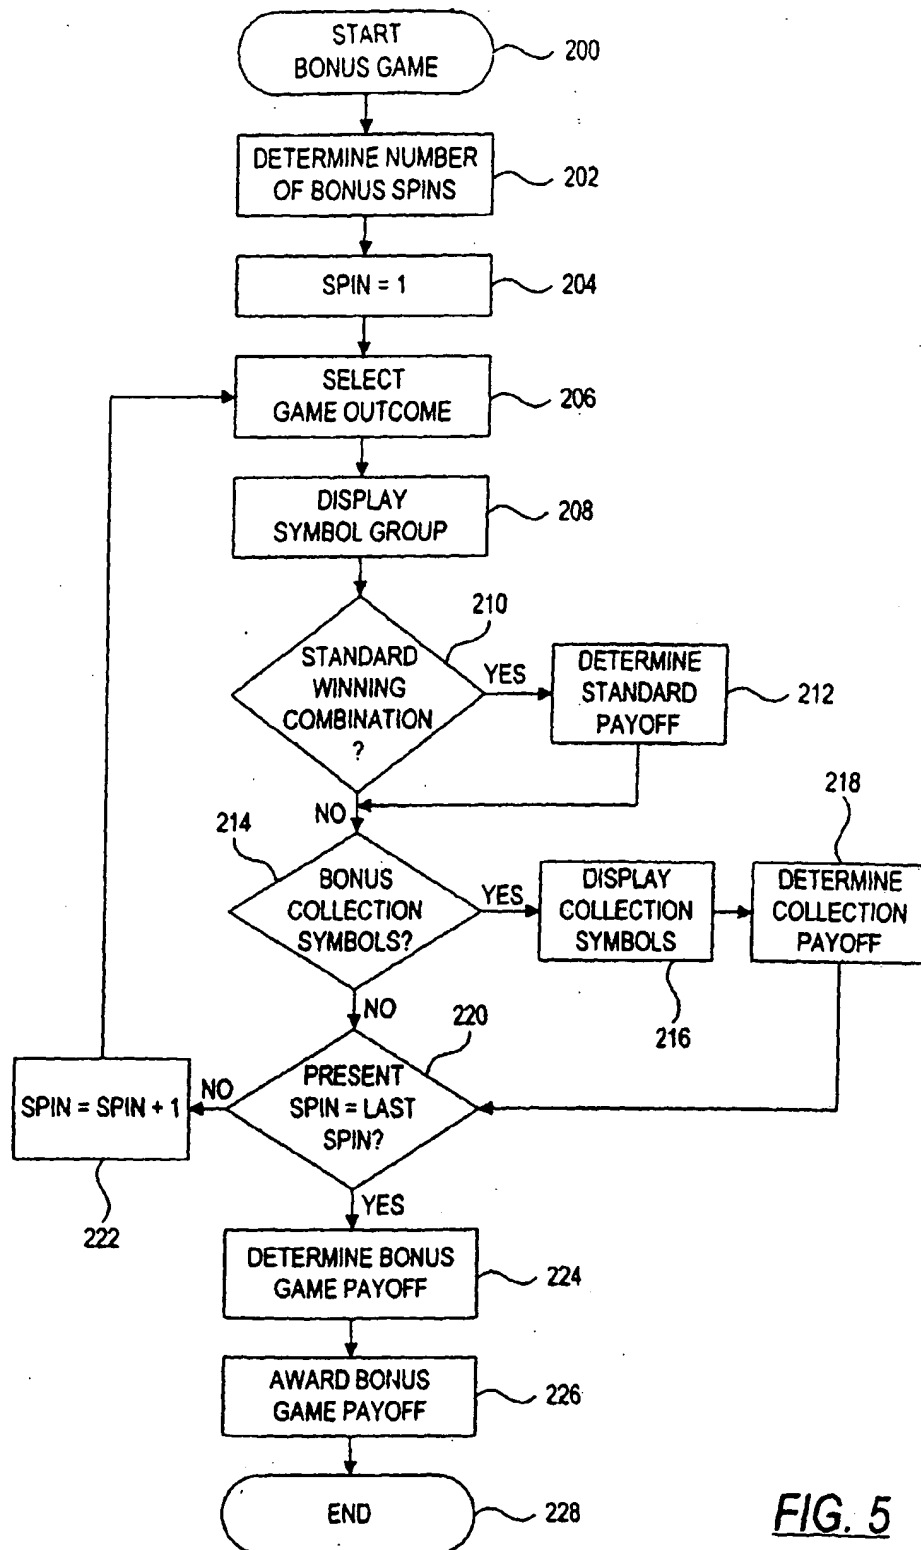 START
BONUS GAME
200
DETERMINE NUMBER
OF BONUS SPINS
202
SPIN = 1
204
SELECT
GAME OUTCOME
206
DISPLAY
SYMBOL GROUP
208
210
STANDARD
WINNING
COMBINATION
?
YES
DETERMINE
STANDARD
PAYOFF
212
NO
214
BONUS
COLLECTION
SYMBOLS?
YES
DISPLAY
COLLECTION
SYMBOLS
216
218
DETERMINE
COLLECTION
PAYOFF
NO
220
PRESENT
SPIN = LAST
SPIN?
NO
SPIN = SPIN + 1
222
YES
DETERMINE BONUS
GAME PAYOFF
224
AWARD BONUS
GAME PAYOFF
226
END
228
FIG. 5